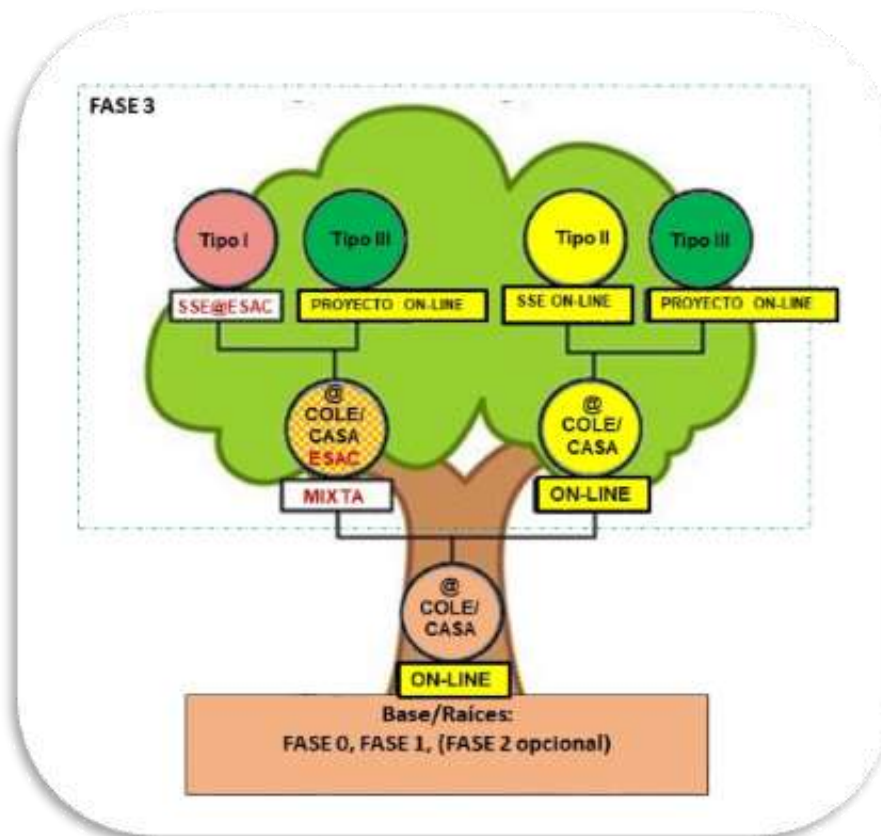 FASE 3
Tipo I
Tipo III
Tipo II
Tipo III
SSE@ESAC
PROYECTO ON-LINE
SSE ON-LINE
PROYECTO ON-LINE
@
COLE/
CASA
ESAC
MIXTA
@
COLE/
CASA
ON-LINE
@
COLE/
CASA
ON-LINE
Base/Raíces:
FASE 0, FASE 1, (FASE 2 opcional)